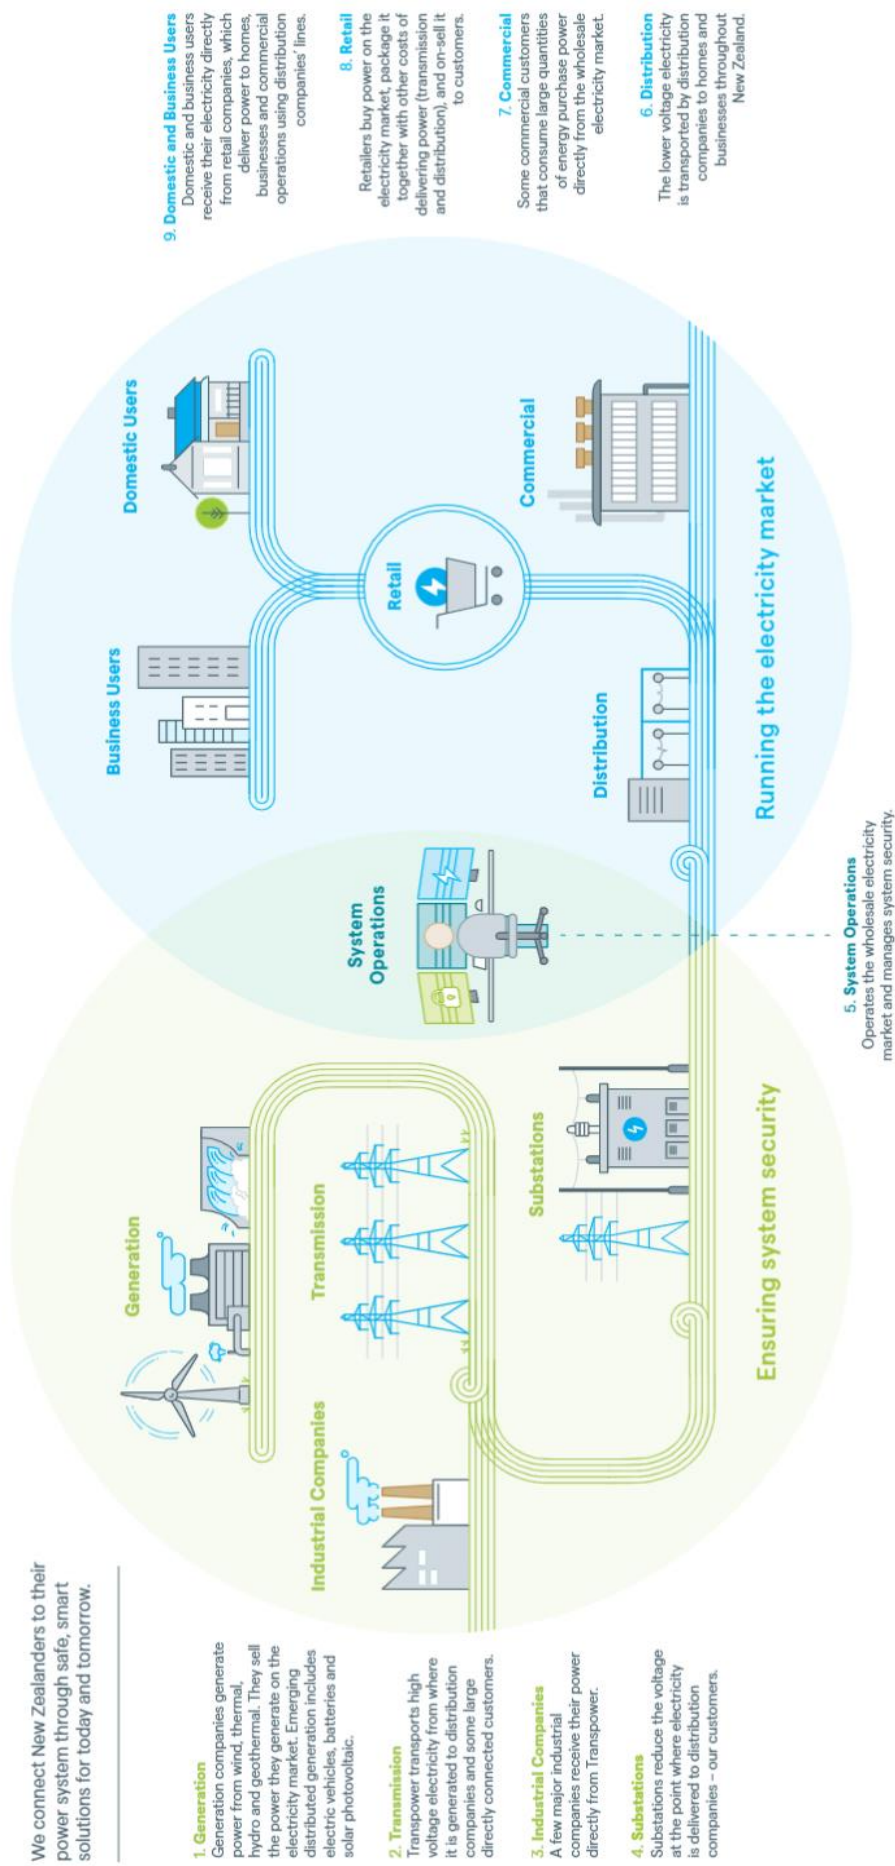 We connect New Zealanders to their
power system through safe, smart
solutions for today and tomorrow.
1. Generation
Generation companies generate
power from wind, thermal,
hydro and geothermal. They sell
the power they generate on the
electricity market. Emerging
distributed generation includes
electric vehicles, batteries and
solar photovoltaic.
2. Transmission
Transpower transports high
voltage electricity from where
it is generated to distribution
companies and some large
directly connected customers.
3. Industrial Companies
A few major industrial
companies receive their power
directly from Transpower.
4. Substations
Substations reduce the voltage
at the point where electricity
is delivered to distribution
companies – our customers.
Generation
Industrial Companies
Transmission
Substations
Ensuring system security
System
Operations
5. System Operations
Operates the wholesale electricity
market and manages system security.
Business Users
Domestic Users
Retail
Distribution
Commercial
Running the electricity market
9. Domestic and Business Users
Domestic and business users
receive their electricity directly
from retail companies, which
deliver power to homes,
businesses and commercial
operations using distribution
companies' lines.
8. Retail
Retailers buy power on the
electricity market, package it
together with other costs of
delivering power (transmission
and distribution), and on-sell it
to customers.
7. Commercial
Some commercial customers
that consume large quantities
of energy purchase power
directly from the wholesale
electricity market.
6. Distribution
The lower voltage electricity
is transported by distribution
companies to homes and
businesses throughout
New Zealand.